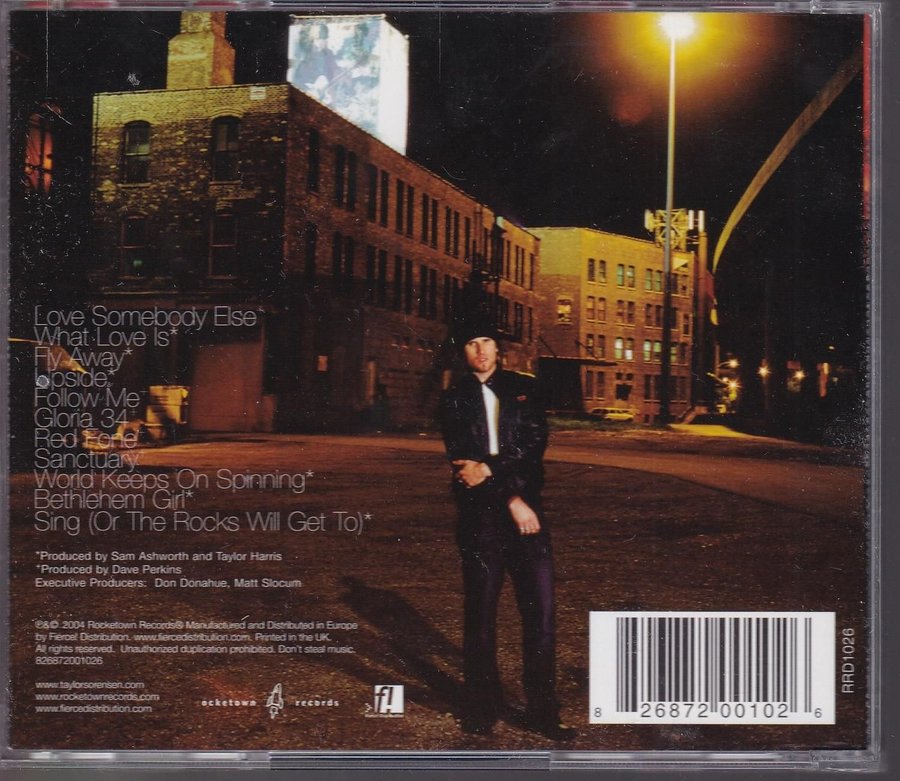 Love Somebody Else*
What Love Is*
Fly Away*
Upside*
Follow Me
Gloria 34
Red Fone
Sanctuary
World Keeps On Spinning*
Bethlehem Girl*
Sing (Or The Rocks Will Get To)*
*Produced by Sam Ashworth and Taylor Harris
*Produced by Dave Perkins
Executive Producers: Don Donahue, Matt Slocum
℗&© 2004 Rocketown Records® Manufactured and Distributed in Europe
by Fierce! Distribution. www.fiercedistribution.com. Printed in the UK.
All rights reserved. Unauthorized duplication prohibited. Don't steal music.
826872001026
www.taylorsorensen.com
www.rocketownrecords.com
www.fiercedistribution.com
ocketown records
f!
8 26872 00102 6
RRD1026